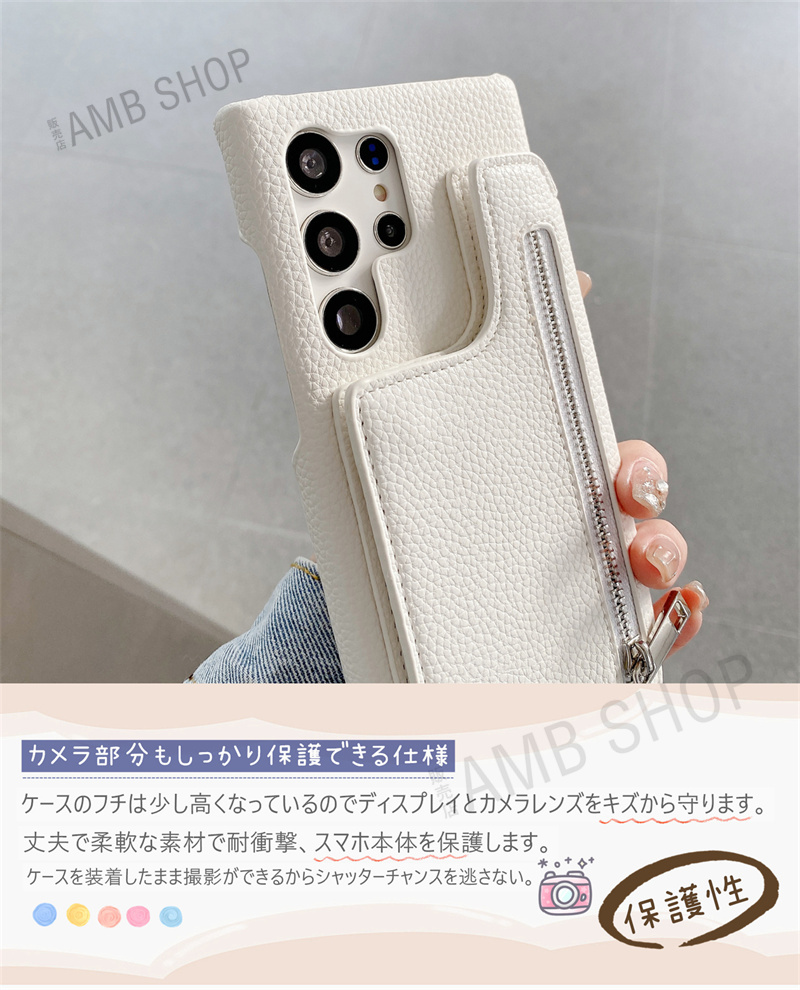 販売店 AMB SHOP
カメラ部分もしっかり保護できる仕様
販売店 AMB SHOP
ケースのフチは少し高くなっているのでディスプレイとカメラレンズをキズから守ります。
丈夫で柔軟な素材で耐衝撃、スマホ本体を保護します。
ケースを装着したまま撮影ができるからシャッターチャンスを逃さない。
保護性